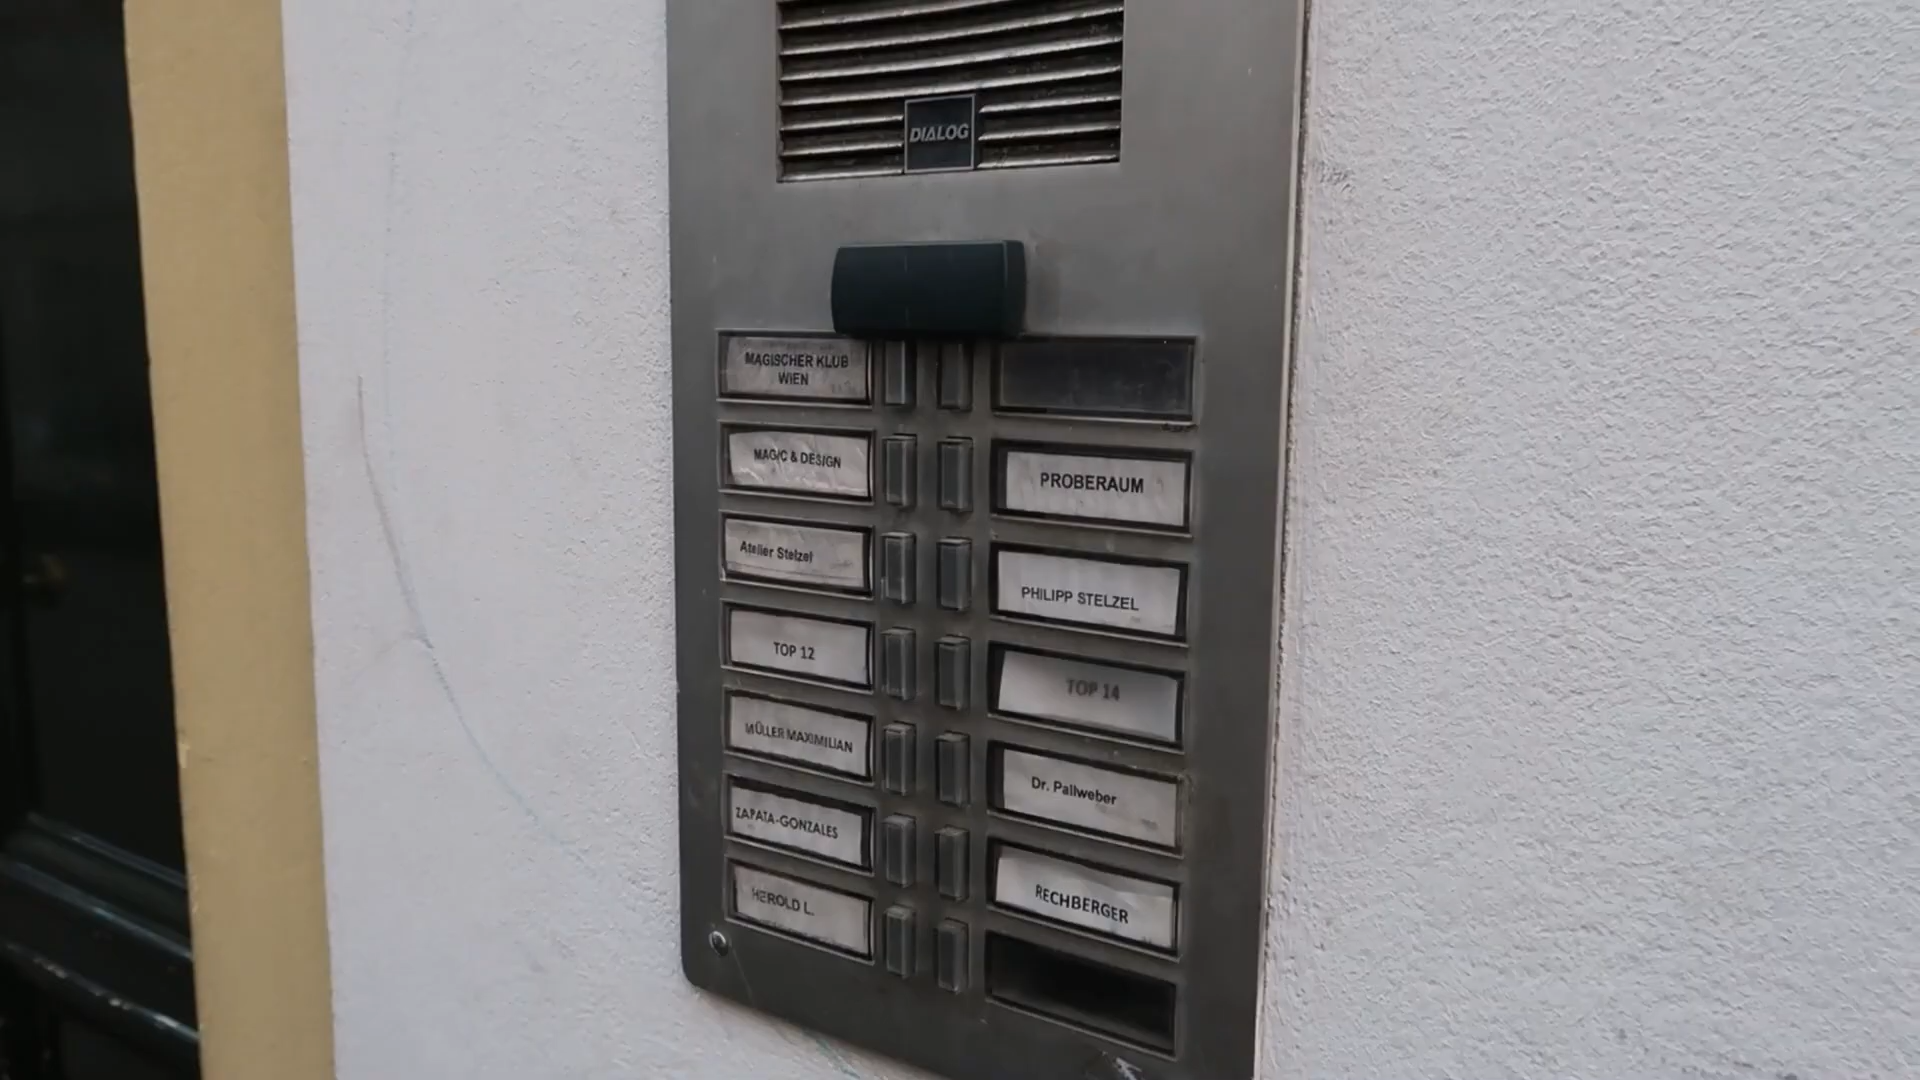 DIALOG
MAGISCHER KLUB
WIEN
MAGIC & DESIGN
Atelier Stelzel
TOP 12
MÜLLER MAXIMILIAN
ZAPATA-GONZALES
HEROLD L.
PROBERAUM
PHILIPP STELZEL
TOP 14
Dr. Pallweber
RECHBERGER